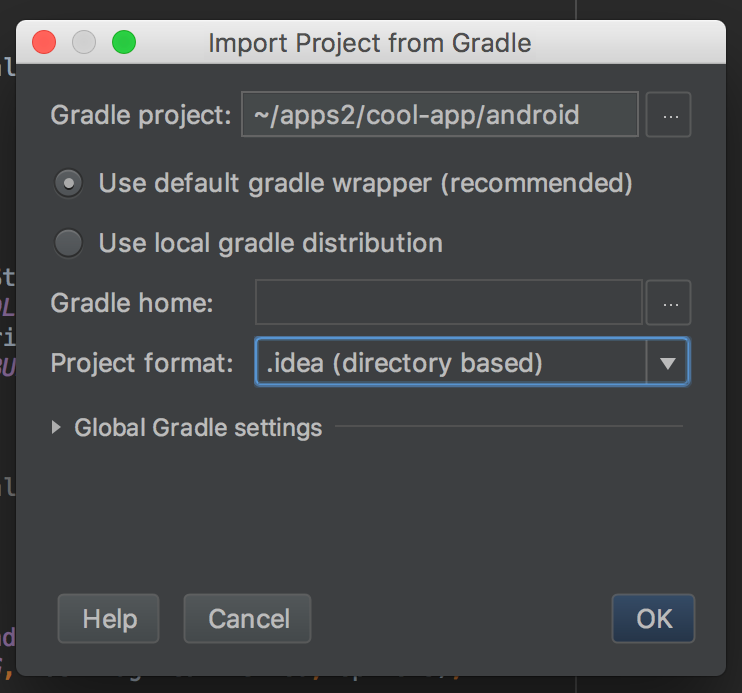 Import Project from Gradle
Gradle project: ~/apps2/cool-app/android ...
Use default gradle wrapper (recommended)
Use local gradle distribution
Gradle home: ...
Project format: .idea (directory based)
Global Gradle settings
Help Cancel OK